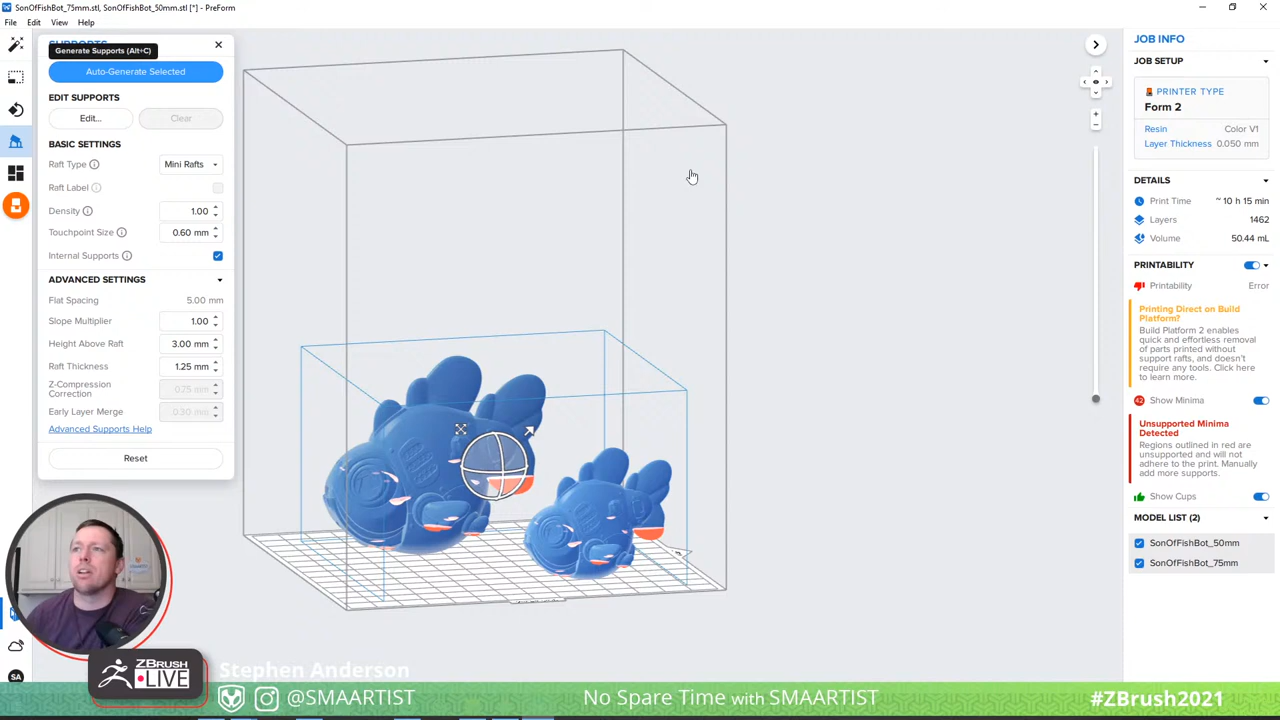 SonOfFishBot_75mm.stl, SonOfFishBot_50mm.stl [*] - PreForm
File Edit View Help
Generate Supports (Alt+C)
Auto-Generate Selected
EDIT SUPPORTS
Edit...
Clear
BASIC SETTINGS
Raft Type
Mini Rafts
Raft Label
Density
1.00
Touchpoint Size
0.60 mm
Internal Supports
ADVANCED SETTINGS
Flat Spacing
5.00 mm
Slope Multiplier
1.00
Height Above Raft
3.00 mm
Raft Thickness
1.25 mm
Z-Compression
Correction
0.75 mm
Early Layer Merge
0.30 mm
Advanced Supports Help
Reset
JOB INFO
JOB SETUP
PRINTER TYPE
Form 2
Resin
Color V1
Layer Thickness
0.050 mm
DETAILS
Print Time
~ 10 h 15 min
Layers
1462
Volume
50.44 mL
PRINTABILITY
Printability
Error
Printing Direct on Build
Platform?
Build Platform 2 enables
quick and effortless removal
of parts printed without
support rafts, and doesn't
require any tools. Click here
to learn more.
42
Show Minima
Unsupported Minima
Detected
Regions outlined in red are
unsupported and will not
adhere to the print. Manually
add more supports.
Show Cups
MODEL LIST (2)
SonOfFishBot_50mm
SonOfFishBot_75mm
SA
ZBRUSH
LIVE
Stephen Anderson
@SMAARTIST
No Spare Time with SMAARTIST
#ZBrush2021